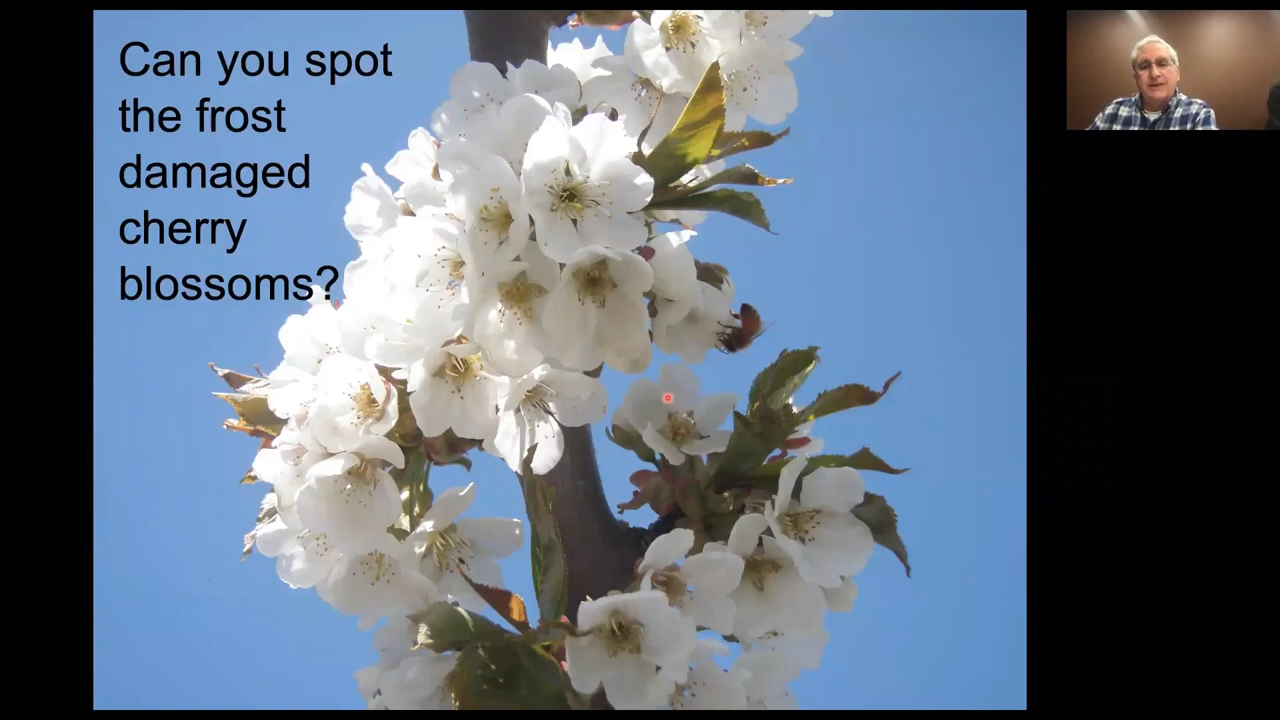 Can you spot
the frost
damaged
cherry
blossoms?